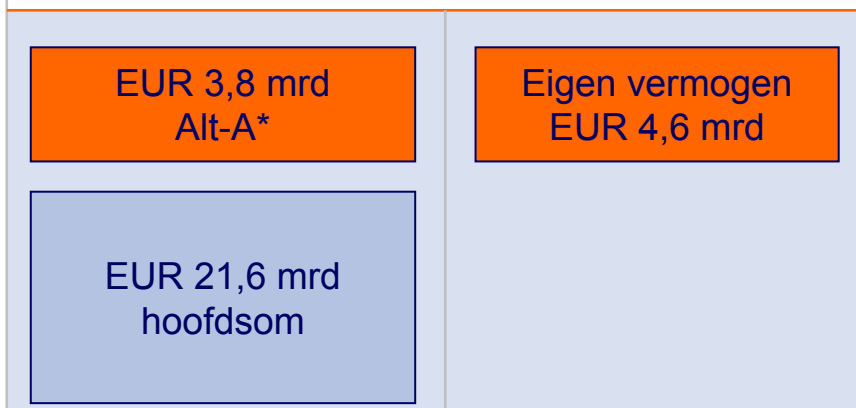 EUR 3,8 mrd
Alt-A*
Eigen vermogen
EUR 4,6 mrd
EUR 21,6 mrd
hoofdsom